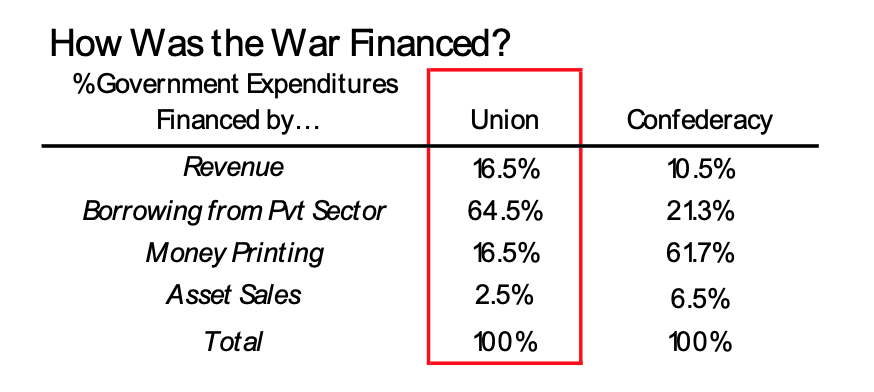 How Was the War Financed?
%Government Expenditures
Financed by... Union Confederacy
Revenue 16.5% 10.5%
Borrowing from Pvt Sector 64.5% 21.3%
Money Printing 16.5% 61.7%
Asset Sales 2.5% 6.5%
Total 100% 100%